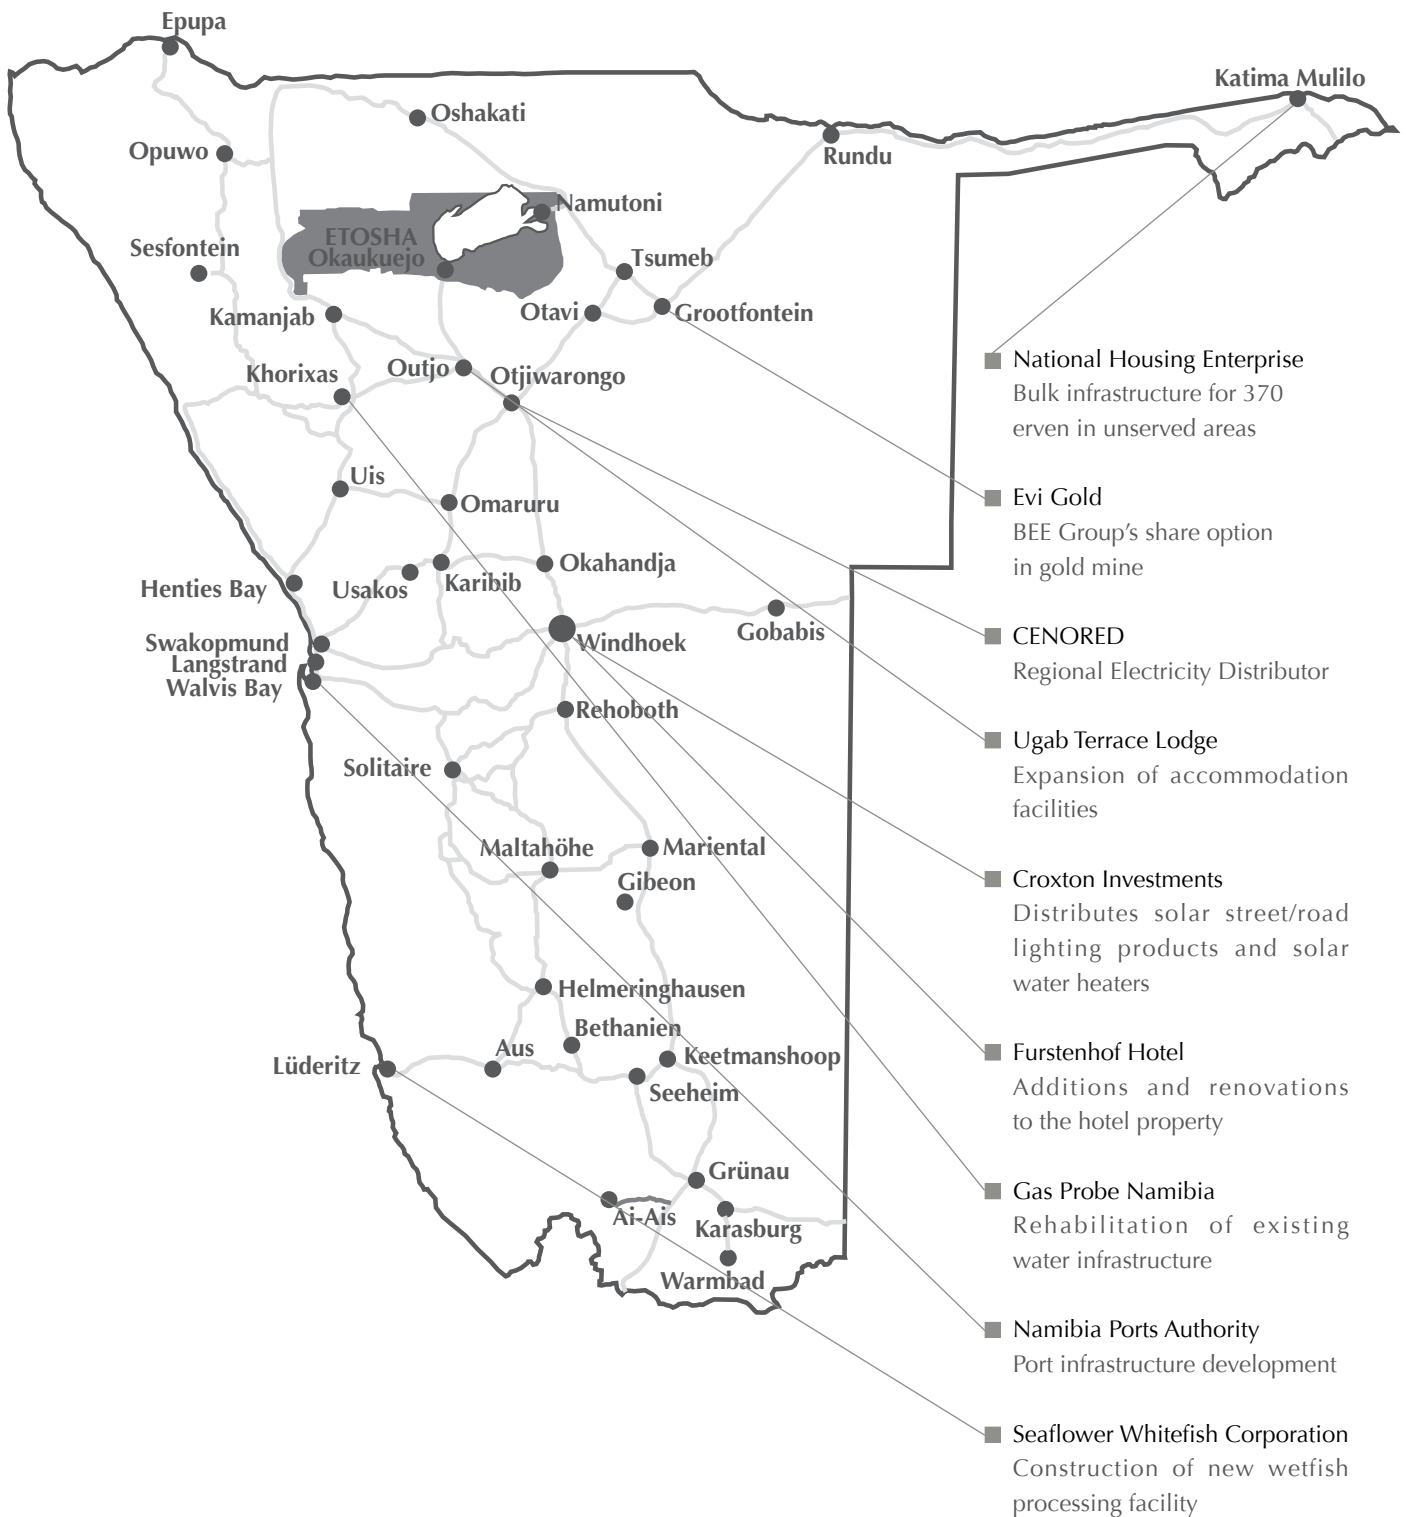 Epupa
Katima Mulilo
Oshakati
Opuwo
Rundu
Namutoni
ETOSHA
Okaukuejo
Sesfontein
Tsumeb
Kamanjab
Otavi
Grootfontein
Khorixas
Outjo
Otjiwarongo
Uis
Omaruru
Henties Bay
Usakos
Karibib
Okahandja
Swakopmund
Langstrand
Walvis Bay
Windhoek
Gobabis
Rehoboth
Solitaire
Maltahöhe
Mariental
Gibeon
Helmeringhausen
Bethanien
Lüderitz
Aus
Keetmanshoop
Seeheim
Grünau
Ai-Ais
Karasburg
Warmbad
National Housing Enterprise
Bulk infrastructure for 370
erven in unserved areas
Evi Gold
BEE Group's share option
in gold mine
CENORED
Regional Electricity Distributor
Ugab Terrace Lodge
Expansion of accommodation
facilities
Croxton Investments
Distributes solar street/road
lighting products and solar
water heaters
Furstenhof Hotel
Additions and renovations
to the hotel property
Gas Probe Namibia
Rehabilitation of existing
water infrastructure
Namibia Ports Authority
Port infrastructure development
Seaflower Whitefish Corporation
Construction of new wetfish
processing facility